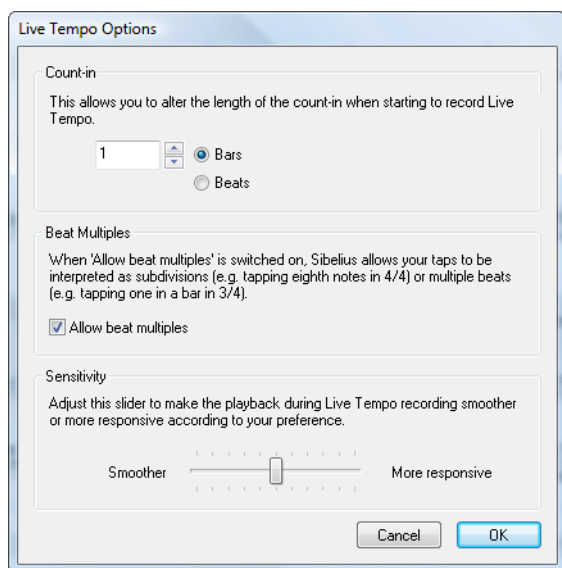 Live Tempo Options
Count-in
This allows you to alter the length of the count-in when starting to record Live
Tempo.
1
Bars
Beats
Beat Multiples
When 'Allow beat multiples' is switched on, Sibelius allows your taps to be
interpreted as subdivisions (e.g. tapping eighth notes in 4/4) or multiple beats
(e.g. tapping one in a bar in 3/4).
Allow beat multiples
Sensitivity
Adjust this slider to make the playback during Live Tempo recording smoother
or more responsive according to your preference.
Smoother More responsive
Cancel OK